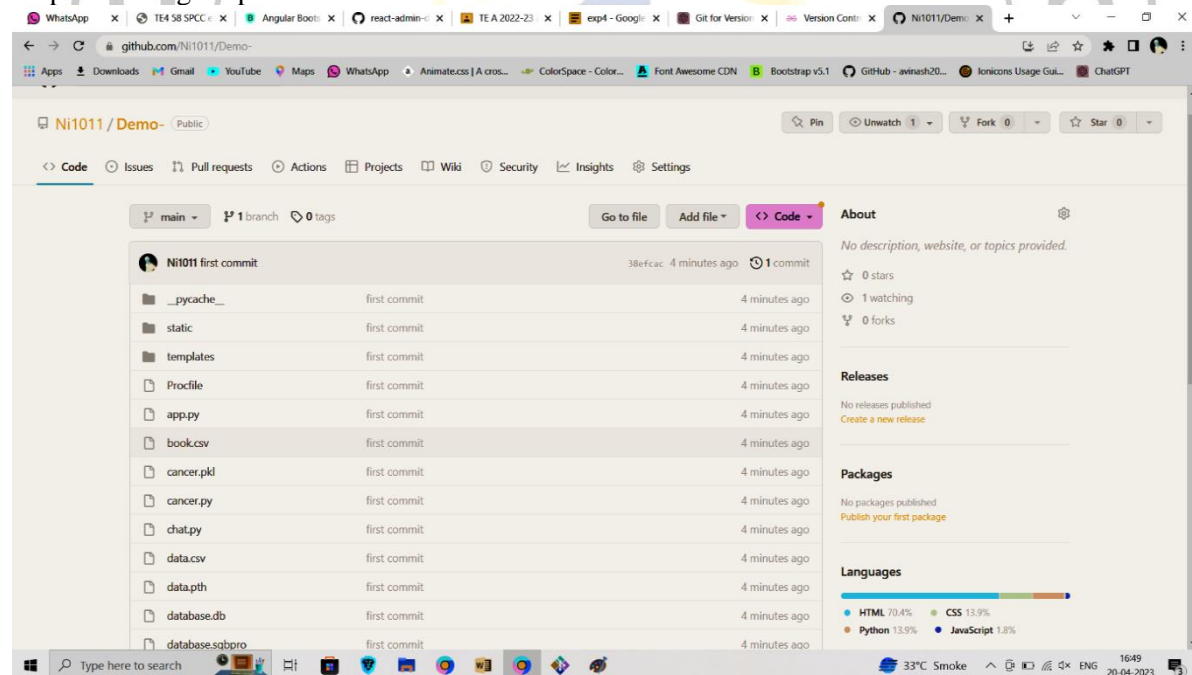 WhatsApp TE4 58 SPCC e Angular Boots react-admin-d TE A 2022-23 exp4 - Google Git for Version Version Contr Ni1011/Demo
github.com/Ni1011/Demo-
Apps Downloads Gmail YouTube Maps WhatsApp Animate.css | A cros... ColorSpace - Color... Font Awesome CDN Bootstrap v5.1 GitHub - avinash20... Ionicons Usage Gui... ChatGPT
Ni1011 / Demo- Public Pin Unwatch 1 Fork 0 Star 0
Code Issues Pull requests Actions Projects Wiki Security Insights Settings
main 1 branch 0 tags Go to file Add file Code About
No description, website, or topics provided.
Ni1011 first commit 38efcac 4 minutes ago 1 commit
0 stars
__pycache__ first commit 4 minutes ago
1 watching
static first commit 4 minutes ago
0 forks
templates first commit 4 minutes ago
Procfile first commit 4 minutes ago
Releases
No releases published
app.py first commit 4 minutes ago
Create a new release
book.csv first commit 4 minutes ago
cancer.pkl first commit 4 minutes ago
Packages
cancer.py first commit 4 minutes ago
No packages published
Publish your first package
chat.py first commit 4 minutes ago
data.csv first commit 4 minutes ago
Languages
data.pth first commit 4 minutes ago
database.db first commit 4 minutes ago
HTML 70.4% CSS 13.9%
Python 13.9% JavaScript 1.8%
database.sqbpro first commit 4 minutes ago
Type here to search 33°C Smoke ENG 16:49
20-04-2023 3